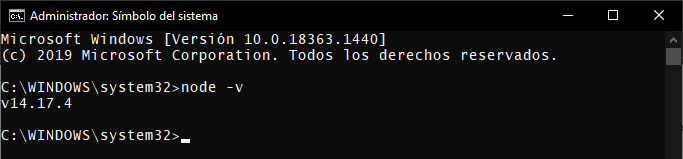 Administrador: Símbolo del sistema
Microsoft Windows [Versión 10.0.18363.1440]
(c) 2019 Microsoft Corporation. Todos los derechos reservados.
C:\WINDOWS\system32>node -v
v14.17.4
C:\WINDOWS\system32>